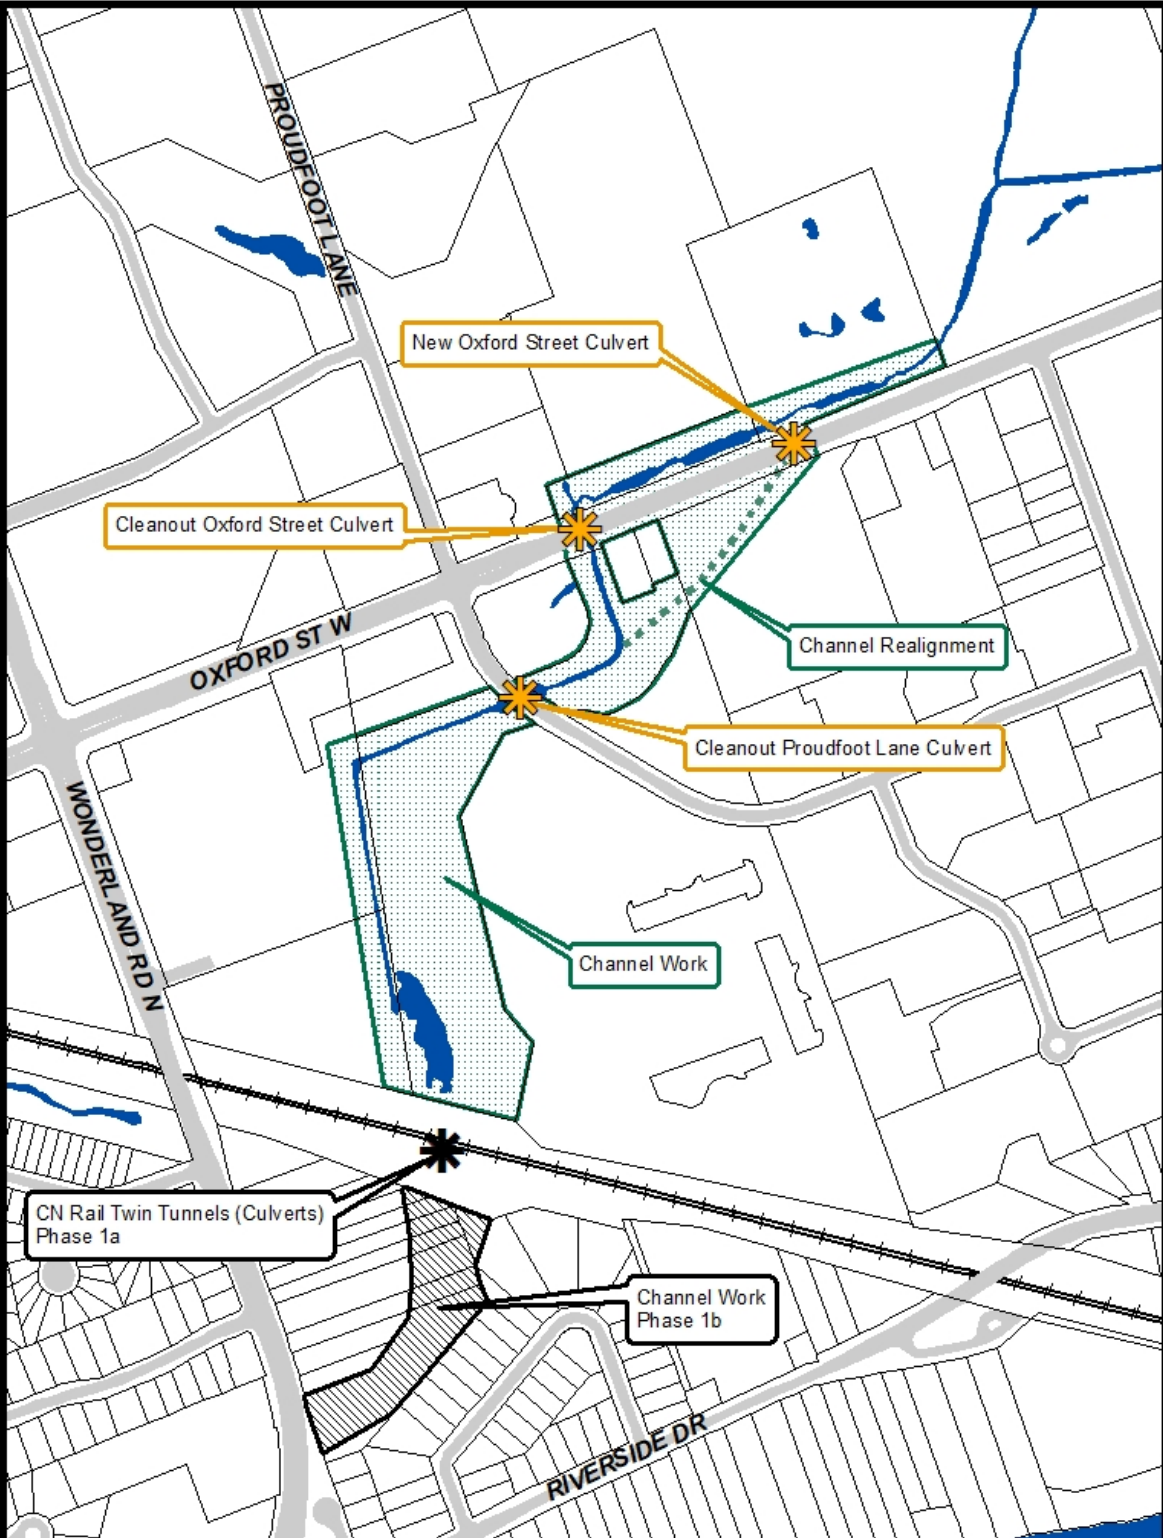 PROUDFOOT LANE
New Oxford Street Culvert
Cleanout Oxford Street Culvert
Channel Realignment
OXFORD ST W
Cleanout Proudfoot Lane Culvert
WONDERLAND RD N
Channel Work
CN Rail Twin Tunnels (Culverts)
Phase 1a
Channel Work
Phase 1b
RIVERSIDE DR